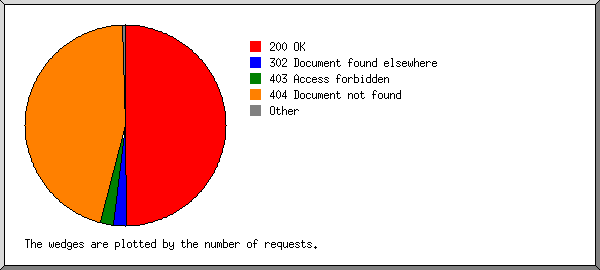 200 OK
302 Document found elsewhere
403 Access forbidden
404 Document not found
Other
The wedges are plotted by the number of requests.